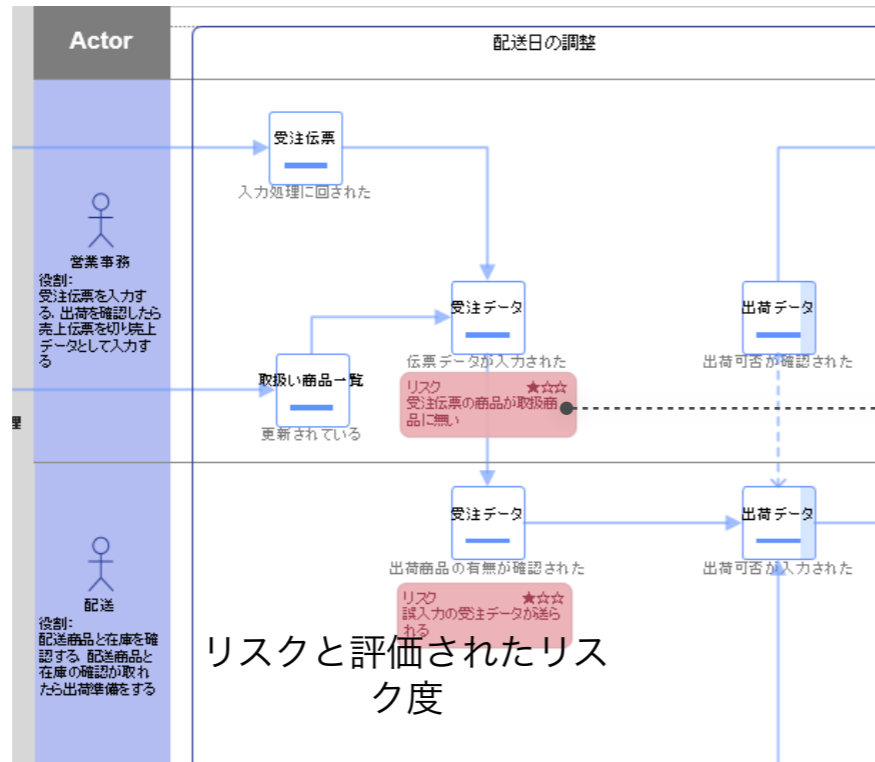 Actor
配送日の調整
受注伝票
入力処理に回された
営業事務
役割:
受注伝票を入力す
る、出荷を確認したら
売上伝票を切り売上
データとして入力す
る
受注データ
伝票データが入力された
出荷データ
出荷可否が確認された
取扱い商品一覧
更新されている
リスク ★☆☆
受注伝票の商品が取扱商
品に無い
理
受注データ
出荷商品の有無が確認された
出荷データ
出荷可否が入力された
配送
役割:
配送商品と在庫を確
認する、配送商品と
在庫の確認が取れ
たら出荷準備をする
リスク ★☆☆
誤入力の受注データが送ら
れる
リスクと評価されたリス
ク度